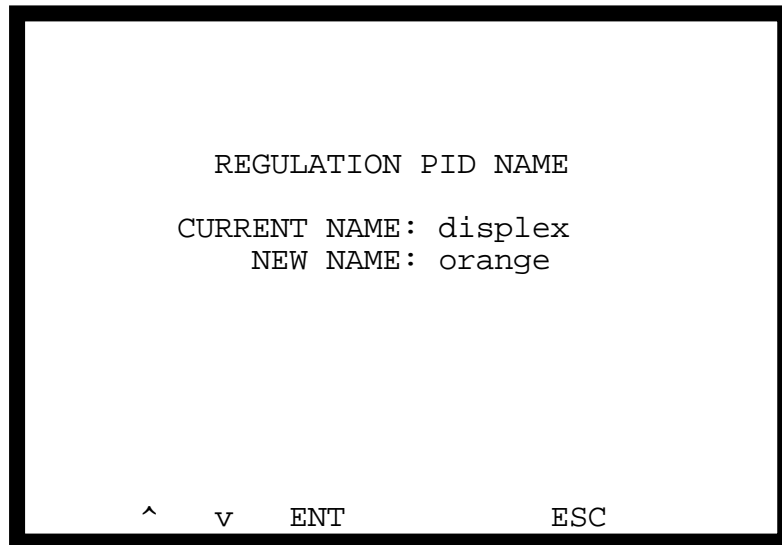 REGULATION PID NAME
CURRENT NAME: displex
NEW NAME: orange
^ v ENT ESC